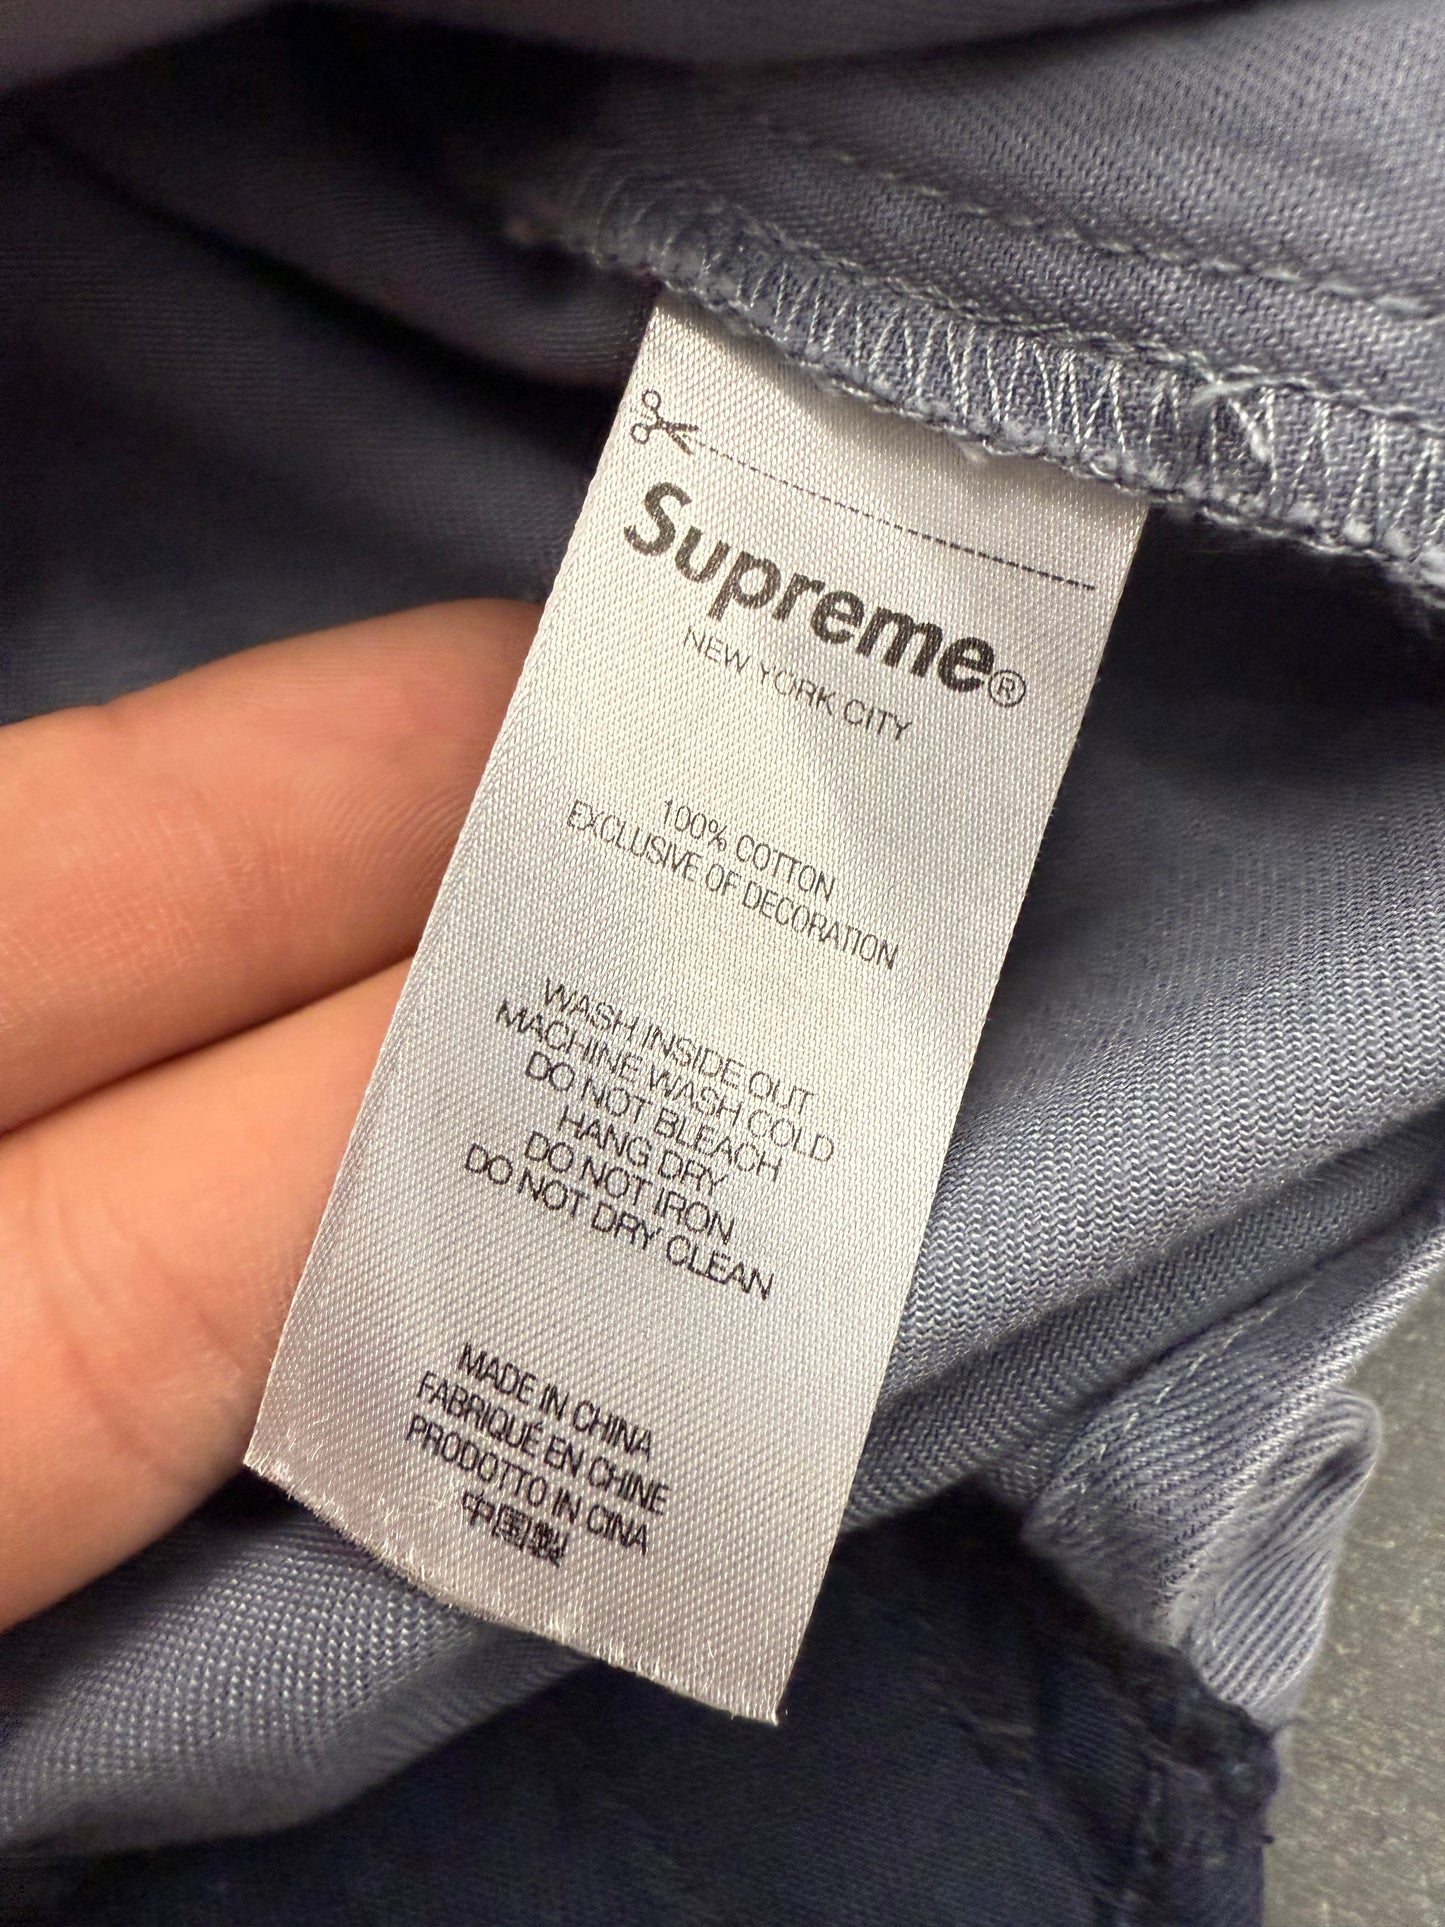 Supreme®
NEW YORK CITY
100% COTTON
EXCLUSIVE OF DECORATION
WASH INSIDE OUT
MACHINE WASH COLD
DO NOT BLEACH
HANG DRY
DO NOT IRON
DO NOT DRY CLEAN
MADE IN CHINA
FABRIQUÉ EN CHINE
PRODOTTO IN CINA
中国製